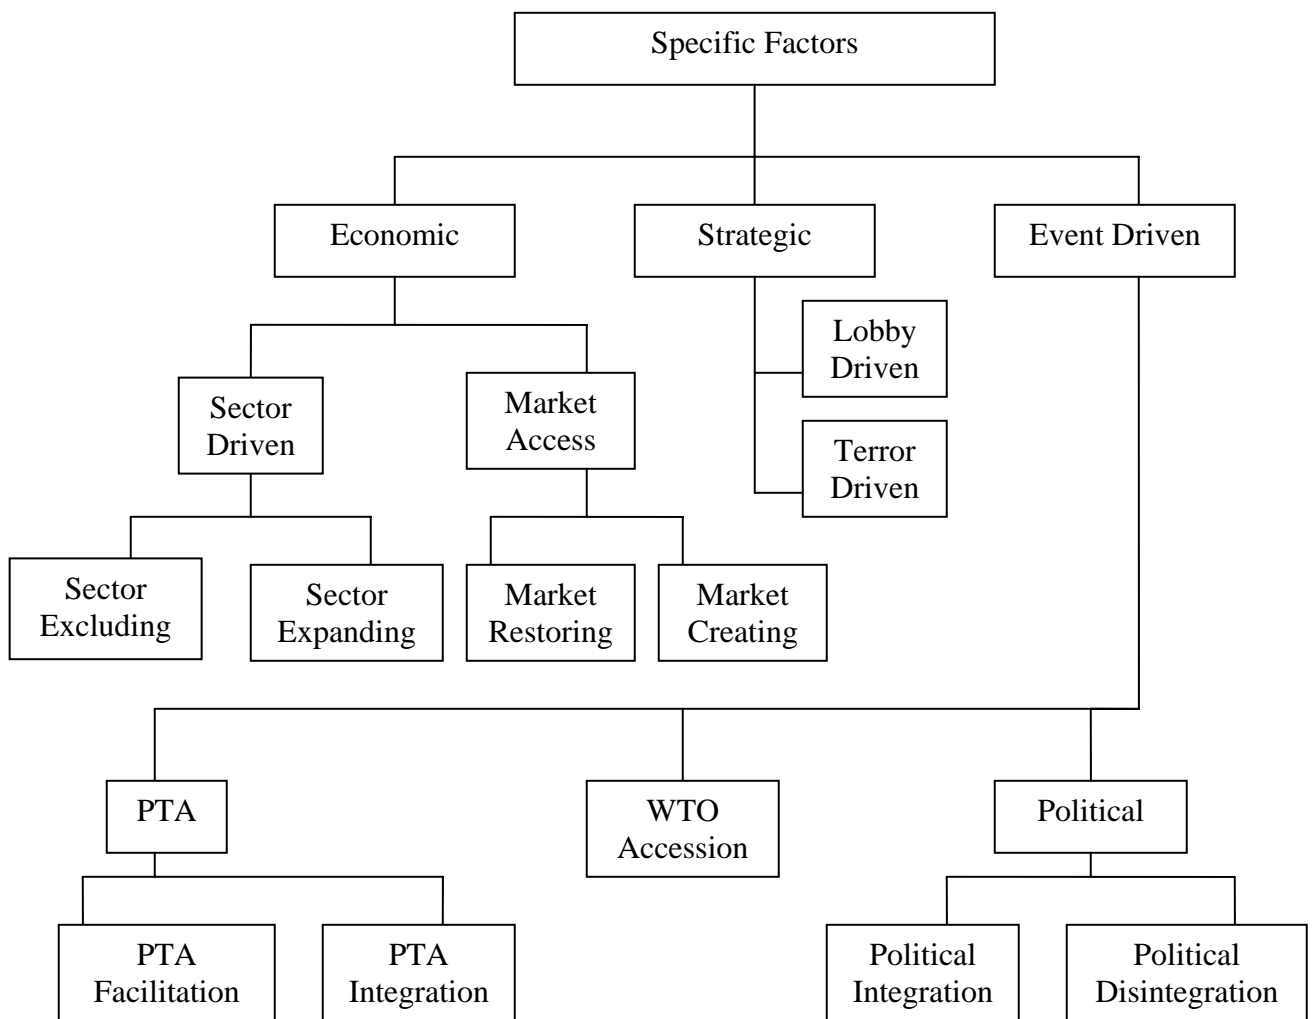 Specific Factors
Economic
Strategic
Event Driven
Lobby
Driven
Sector
Driven
Market
Access
Terror
Driven
Sector
Excluding
Sector
Expanding
Market
Restoring
Market
Creating
PTA
WTO
Accession
Political
PTA
Facilitation
PTA
Integration
Political
Integration
Political
Disintegration